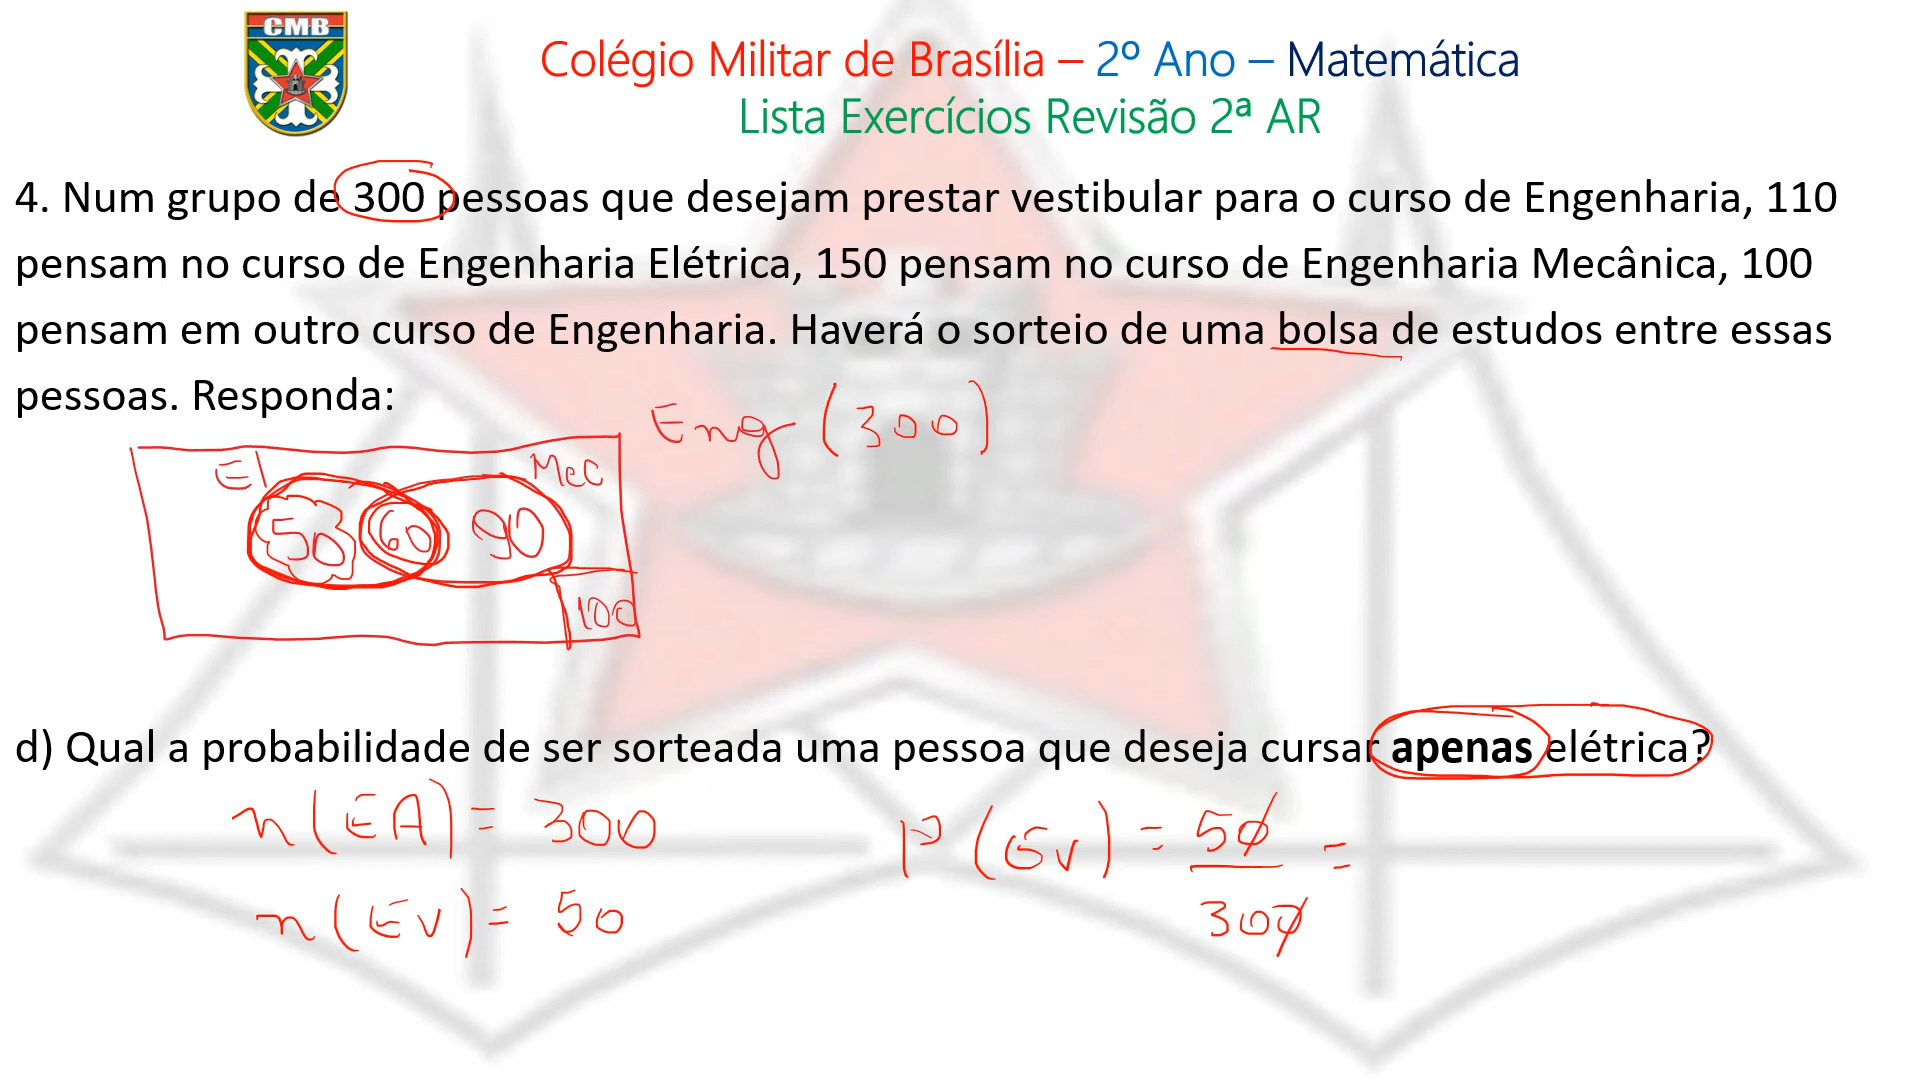 CMB
Colégio Militar de Brasília – 2º Ano – Matemática
Lista Exercícios Revisão 2ª AR
4. Num grupo de 300 pessoas que desejam prestar vestibular para o curso de Engenharia, 110
pensam no curso de Engenharia Elétrica, 150 pensam no curso de Engenharia Mecânica, 100
pensam em outro curso de Engenharia. Haverá o sorteio de uma bolsa de estudos entre essas
pessoas. Responda:
Eng (300)
El Mec
50 60 90
100
d) Qual a probabilidade de ser sorteada uma pessoa que deseja cursar apenas elétrica?
n(EA) = 300
n(Ev) = 50
P(Ev) = 50/300 =